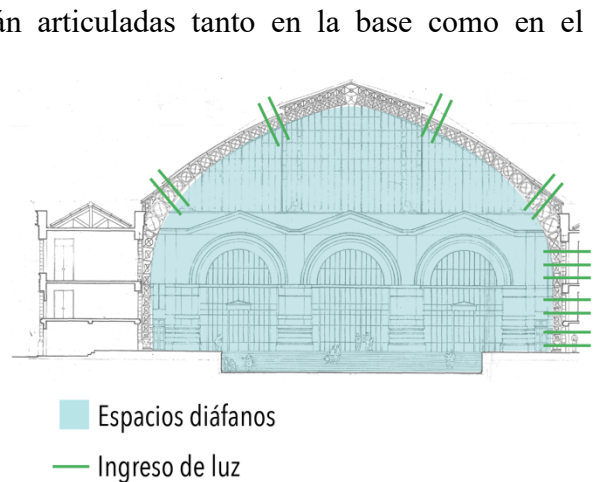 án articuladas tanto en la base como en el
Espacios diáfanos
Ingreso de luz